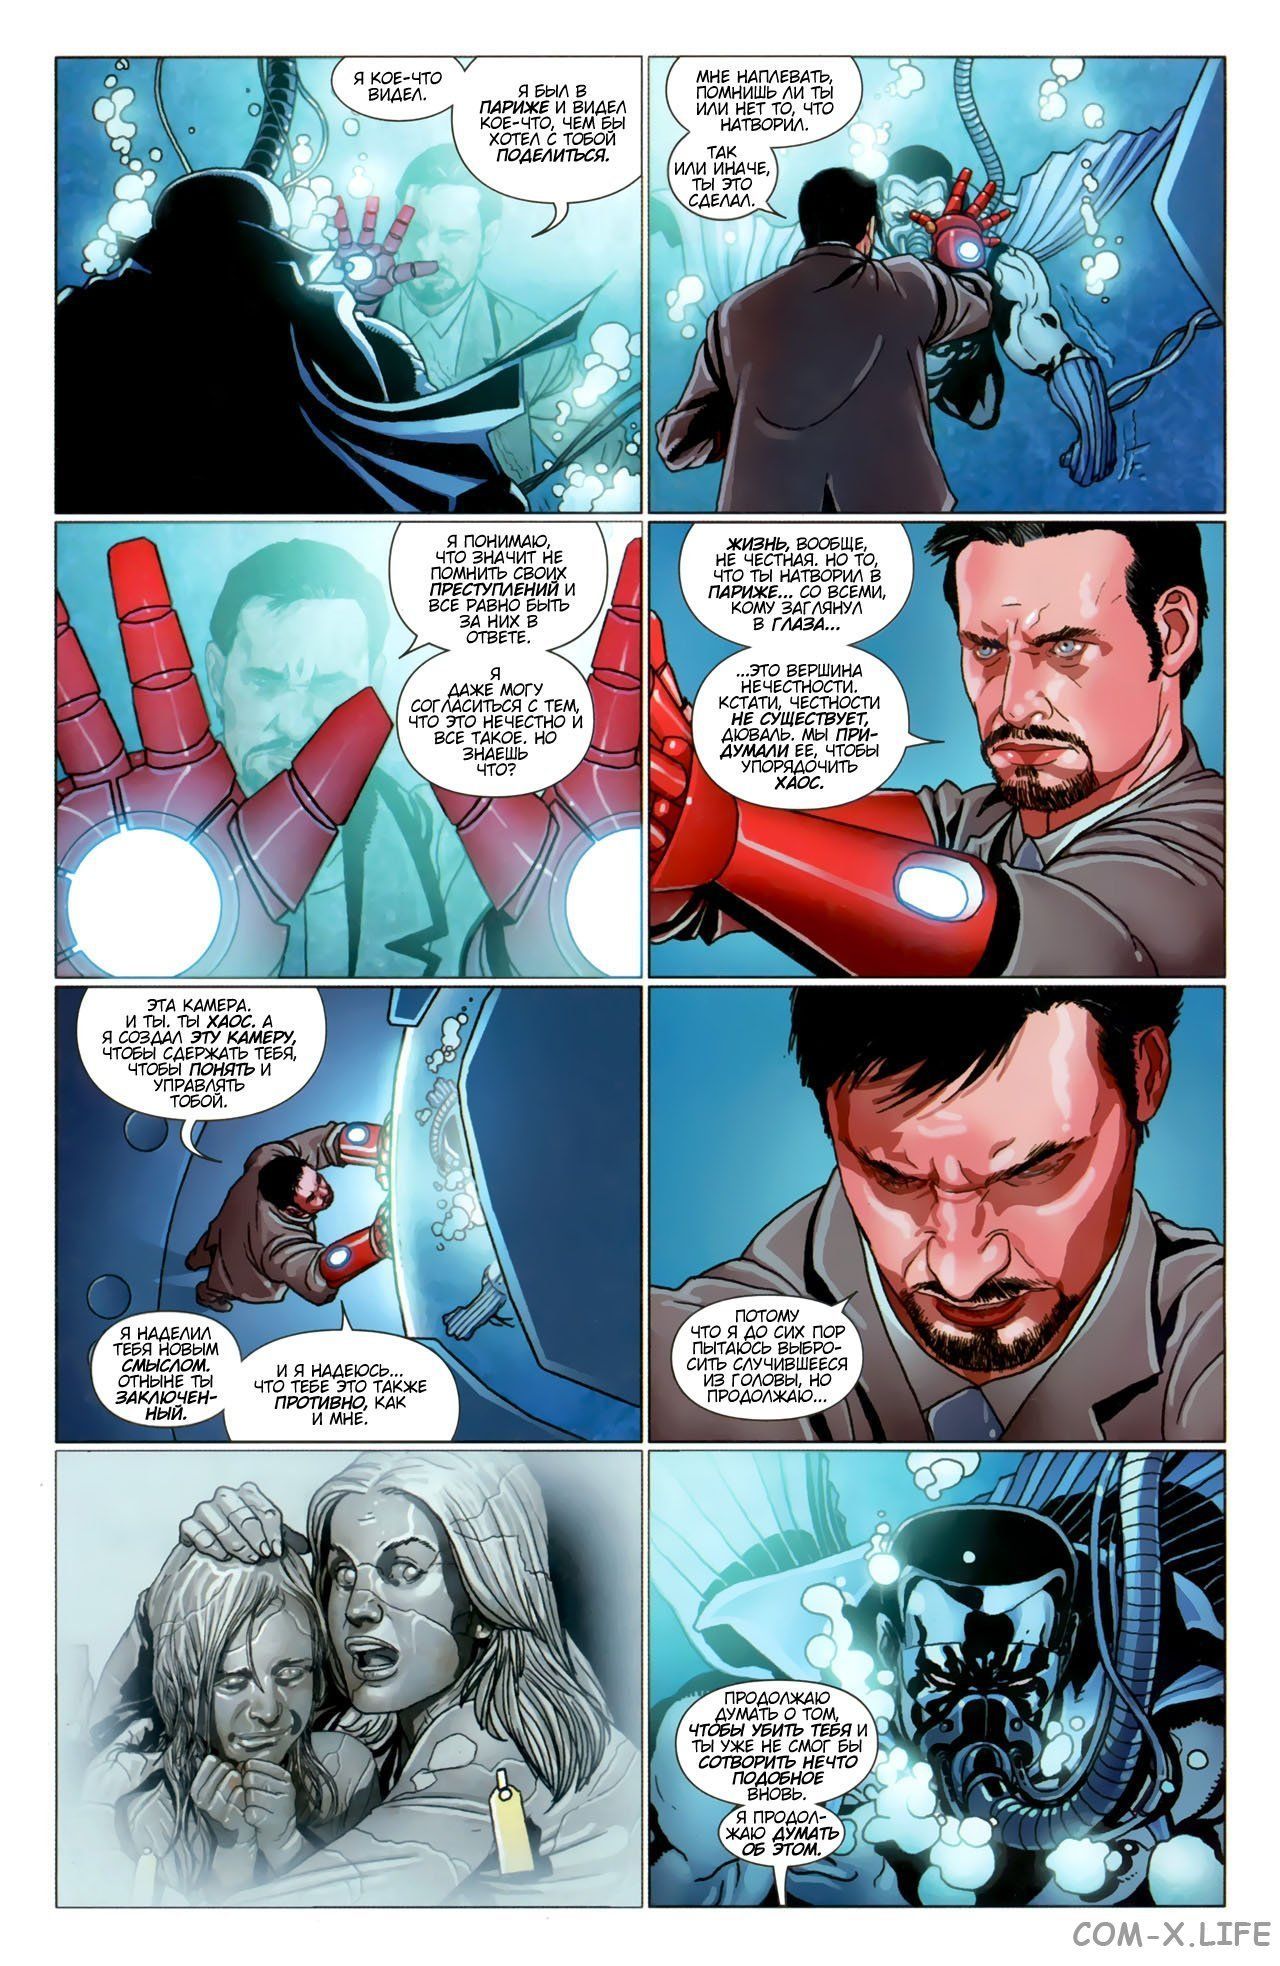 Я КОЕ-ЧТО
ВИДЕЛ.
Я БЫЛ В
ПАРИЖЕ И ВИДЕЛ
КОЕ-ЧТО, ЧЕМ БЫ
ХОТЕЛ С ТОБОЙ
ПОДЕЛИТЬСЯ.
МНЕ НАПЛЕВАТЬ,
ПОМНИШЬ ЛИ ТЫ
ИЛИ НЕТ ТО, ЧТО
НАТВОРИЛ.
ТАК
ИЛИ ИНАЧЕ,
ТЫ ЭТО
СДЕЛАЛ.
Я ПОНИМАЮ,
ЧТО ЗНАЧИТ НЕ
ПОМНИТЬ СВОИХ
ПРЕСТУПЛЕНИЙ И
ВСЕ РАВНО БЫТЬ
ЗА НИХ В
ОТВЕТЕ.
Я
ДАЖЕ МОГУ
СОГЛАСИТЬСЯ С ТЕМ,
ЧТО ЭТО НЕЧЕСТНО И
ВСЕ ТАКОЕ. НО
ЗНАЕШЬ
ЧТО?
ЖИЗНЬ, ВООБЩЕ,
НЕ ЧЕСТНАЯ. НО ТО,
ЧТО ТЫ НАТВОРИЛ В
ПАРИЖЕ... СО ВСЕМИ,
КОМУ ЗАГЛЯНУЛ
В ГЛАЗА...
...ЭТО ВЕРШИНА
НЕЧЕСТНОСТИ.
КСТАТИ, ЧЕСТНОСТИ
НЕ СУЩЕСТВУЕТ,
ДЮВАЛЬ. МЫ ПРИ-
ДУМАЛИ ЕЕ, ЧТОБЫ
УПОРЯДОЧИТЬ
ХАОС.
ЭТА КАМЕРА.
И ТЫ. ТЫ ХАОС. А
Я СОЗДАЛ ЭТУ КАМЕРУ,
ЧТОБЫ СДЕРЖАТЬ ТЕБЯ,
ЧТОБЫ ПОНЯТЬ И
УПРАВЛЯТЬ
ТОБОЙ.
Я НАДЕЛИЛ
ТЕБЯ НОВЫМ
СМЫСЛОМ.
ОТНЫНЕ ТЫ
ЗАКЛЮЧЕН-
НЫЙ.
И Я НАДЕЮСЬ...
ЧТО ТЕБЕ ЭТО ТАКЖЕ
ПРОТИВНО, КАК
И МНЕ.
ПОТОМУ
ЧТО Я ДО СИХ ПОР
ПЫТАЮСЬ ВЫБРО-
СИТЬ СЛУЧИВШЕЕСЯ
ИЗ ГОЛОВЫ, НО
ПРОДОЛЖАЮ...
ПРОДОЛЖАЮ
ДУМАТЬ О ТОМ,
ЧТОБЫ УБИТЬ ТЕБЯ И
ТЫ УЖЕ НЕ СМОГ БЫ
СОТВОРИТЬ НЕЧТО
ПОДОБНОЕ
ВНОВЬ.
Я ПРОДОЛ-
ЖАЮ ДУМАТЬ
ОБ ЭТОМ.
COM-X.LIFE